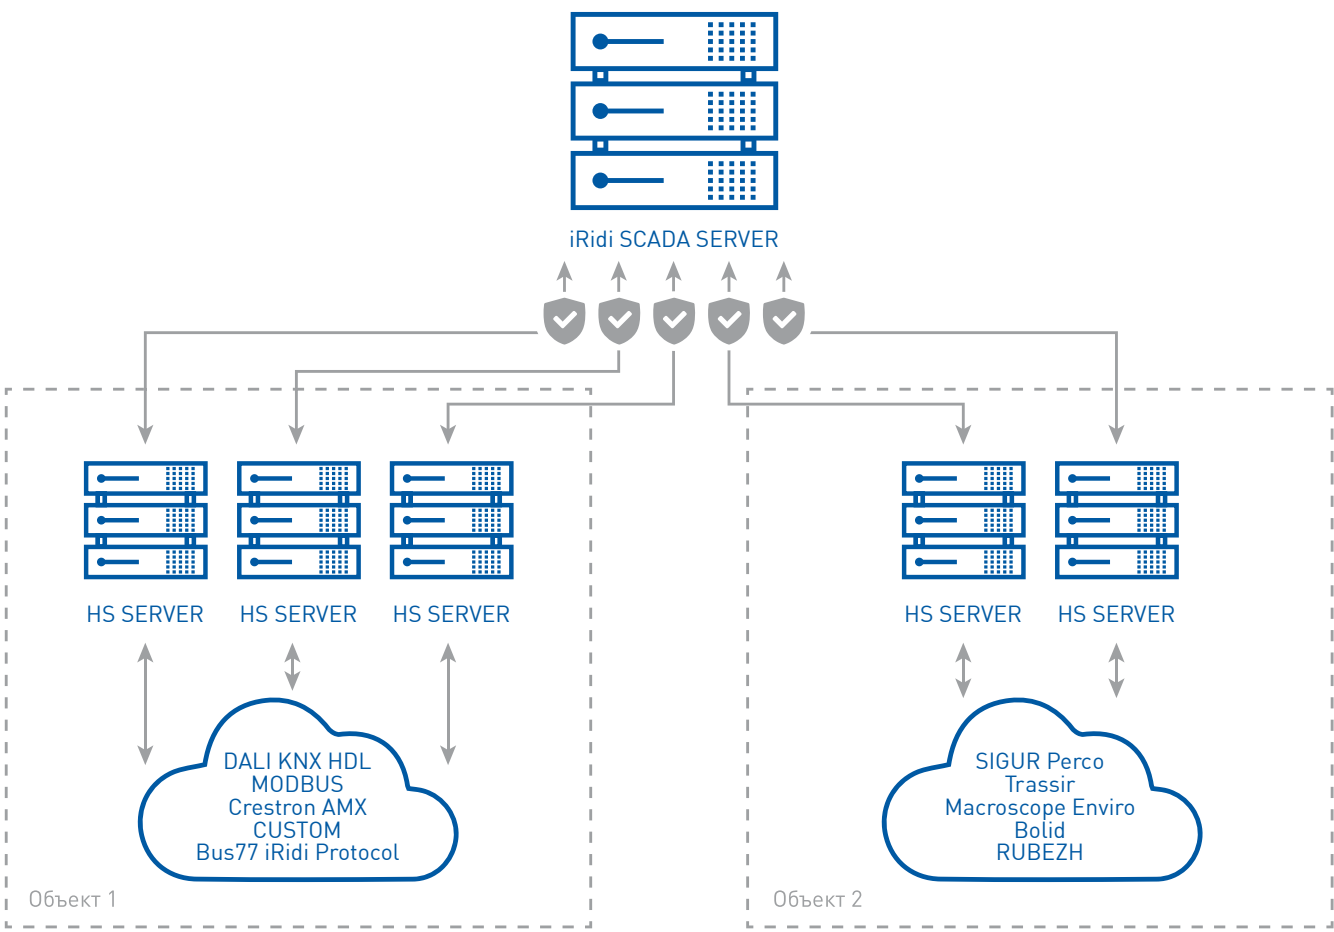 iRidi SCADA SERVER
HS SERVER
HS SERVER
HS SERVER
HS SERVER
HS SERVER
DALI KNX HDL
MODBUS
Crestron AMX
CUSTOM
Bus77 iRidi Protocol
SIGUR Perco
Trassir
Macroscope Enviro
Bolid
RUBEZH
Объект 1
Объект 2